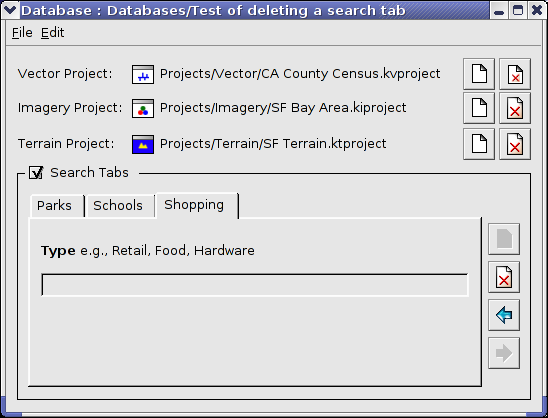 Database : Databases/Test of deleting a search tab
File Edit
Vector Project: Projects/Vector/CA County Census.kvproject
Imagery Project: Projects/Imagery/SF Bay Area.kiproject
Terrain Project: Projects/Terrain/SF Terrain.ktproject
Search Tabs
Parks Schools Shopping
Type e.g., Retail, Food, Hardware